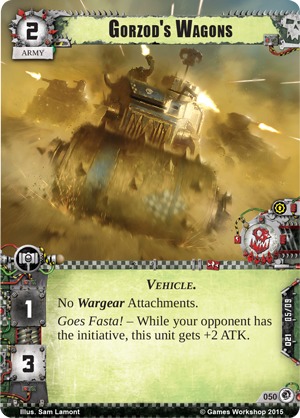 Gorzod's Wagons
2
ARMY
Vehicle.
No Wargear Attachments.
Goes Fasta! – While your opponent has
the initiative, this unit gets +2 ATK.
1
3
021 05/09
050
Illus. Sam Lamont
© Games Workshop 2015